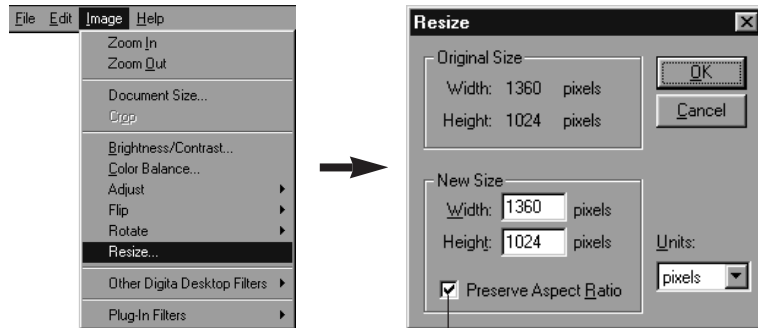 File Edit Image Help
Zoom In
Zoom Out
Document Size...
Crop
Brightness/Contrast...
Color Balance...
Adjust
Flip
Rotate
Resize...
Other Digita Desktop Filters
Plug-In Filters
Resize
Original Size
Width: 1360 pixels
Height: 1024 pixels
OK
Cancel
New Size
Width: 1360 pixels
Height: 1024 pixels
Preserve Aspect Ratio
Units:
pixels